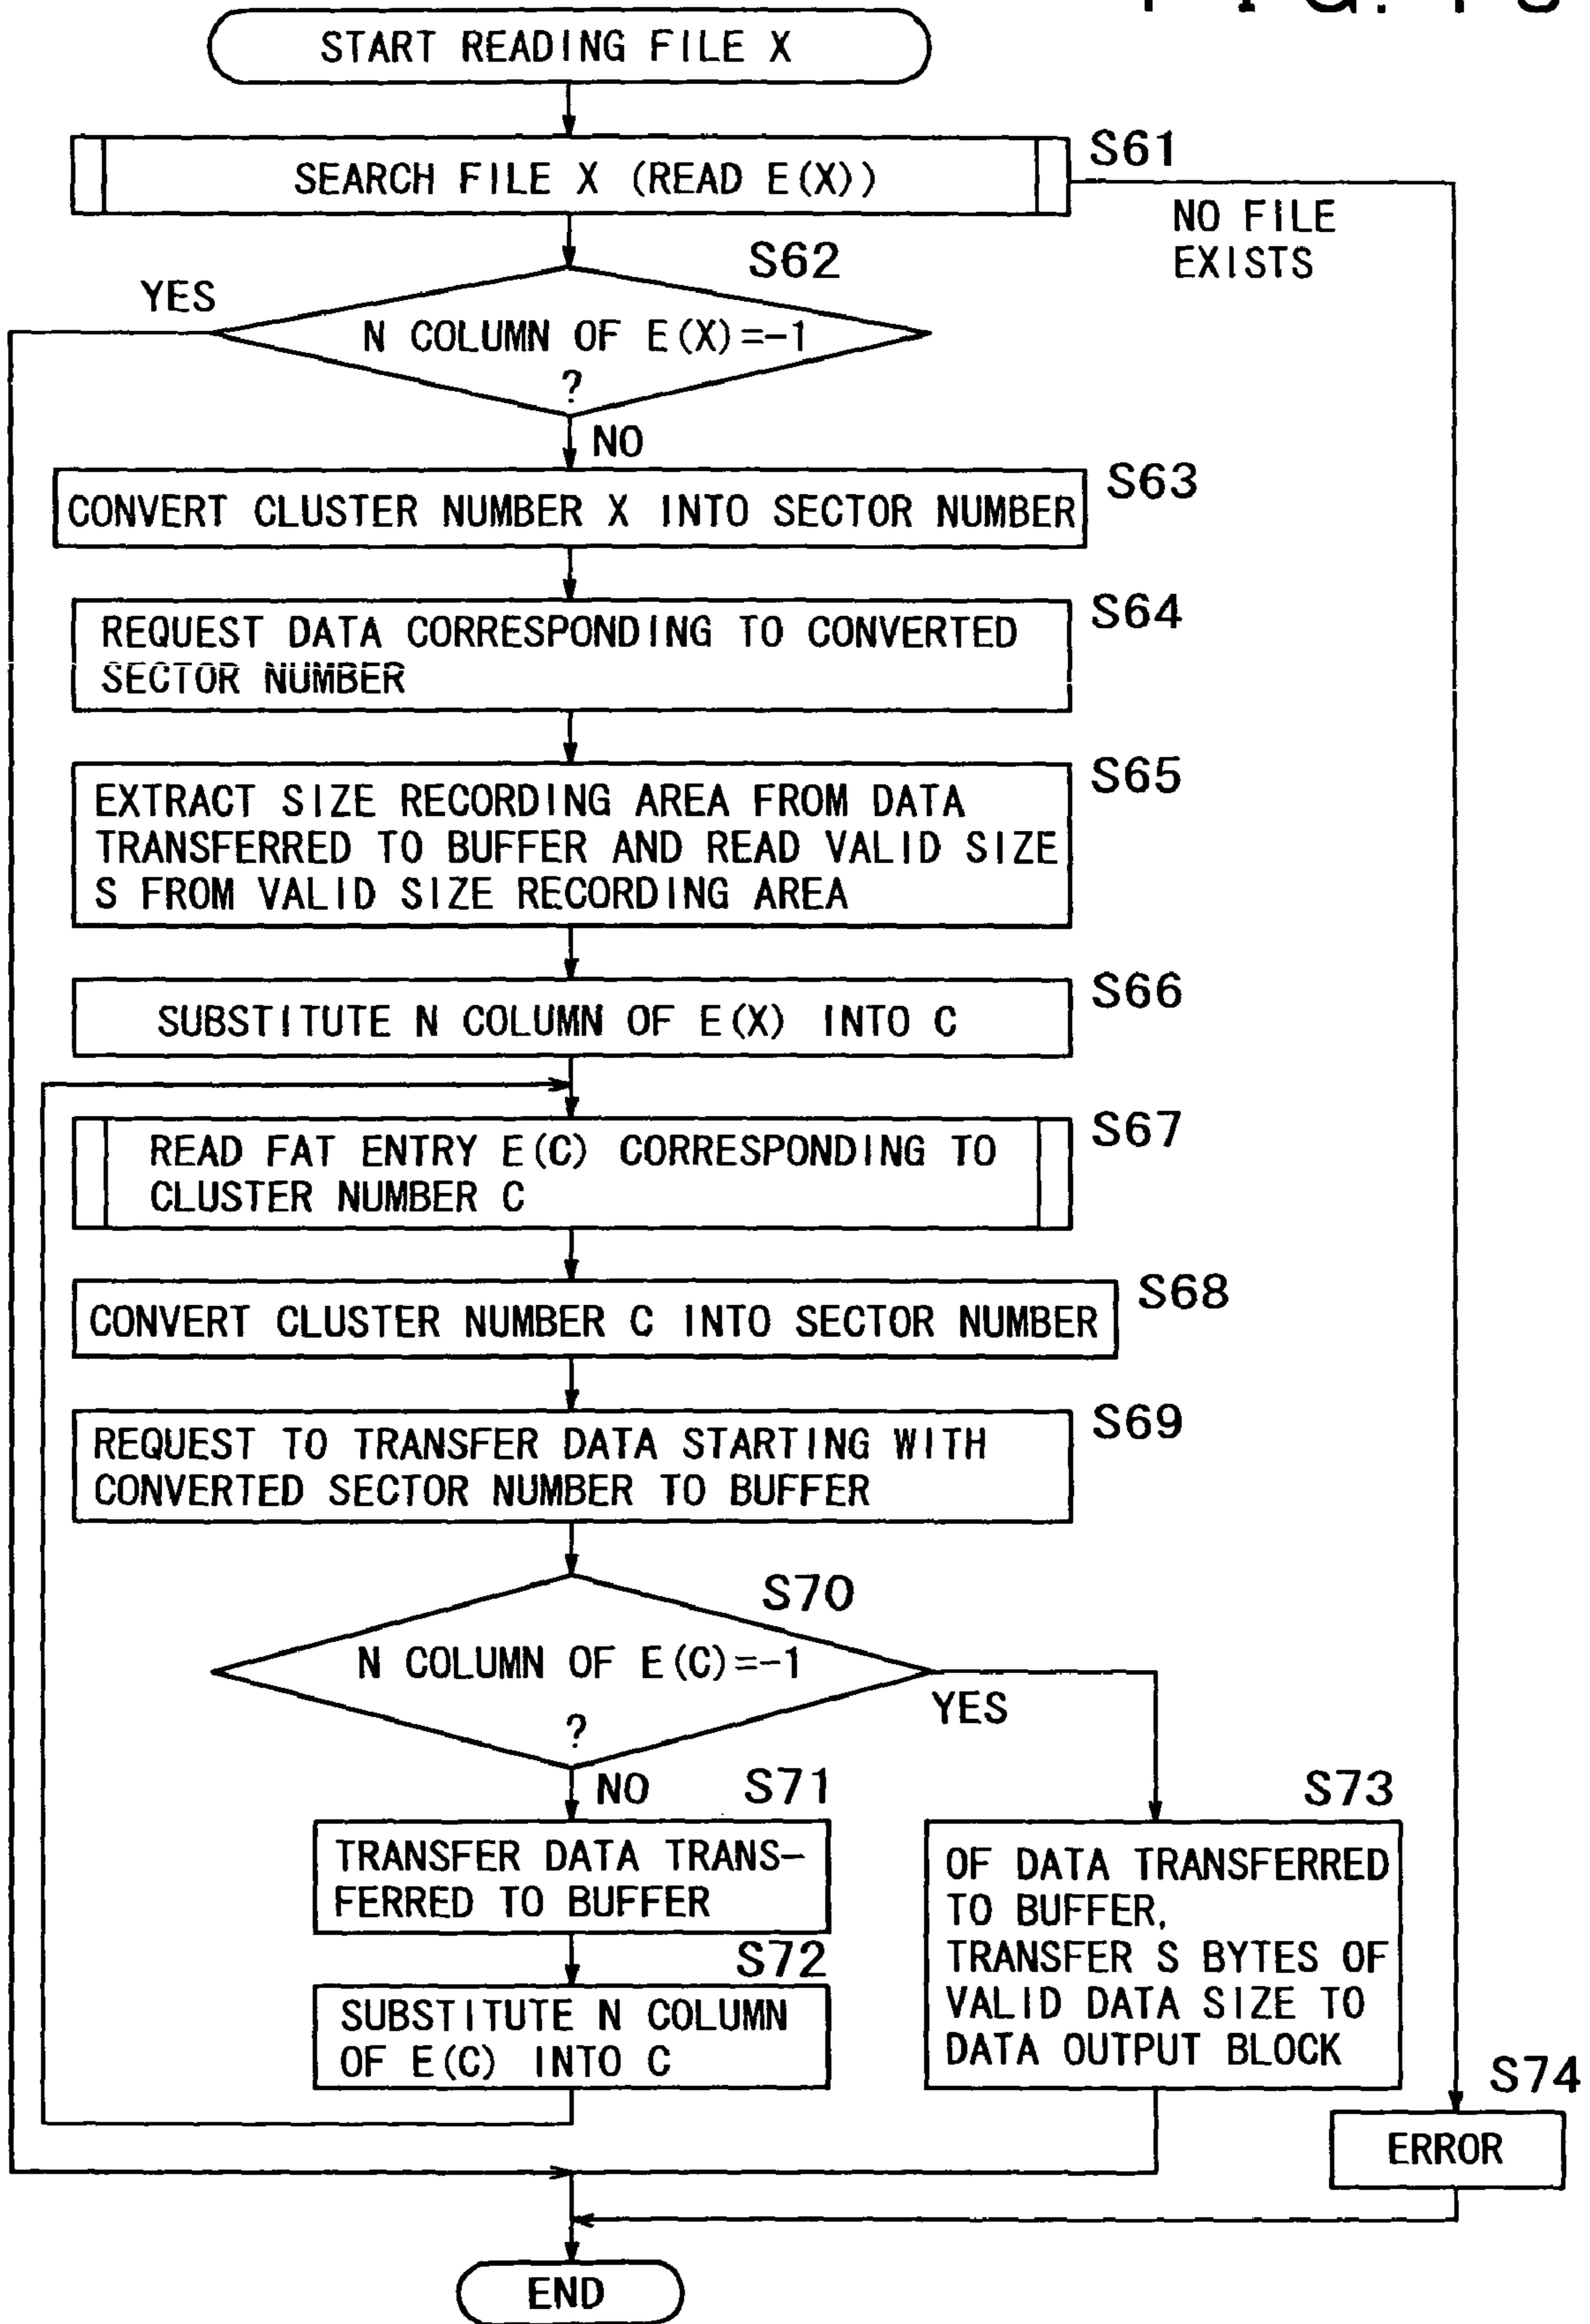 START READING FILE X
SEARCH FILE X (READ E(X))
S61
NO FILE
EXISTS
S62
YES
N COLUMN OF E(X)=-1
?
NO
S63
CONVERT CLUSTER NUMBER X INTO SECTOR NUMBER
S64
REQUEST DATA CORRESPONDING TO CONVERTED
SECTOR NUMBER
S65
EXTRACT SIZE RECORDING AREA FROM DATA
TRANSFERRED TO BUFFER AND READ VALID SIZE
S FROM VALID SIZE RECORDING AREA
S66
SUBSTITUTE N COLUMN OF E(X) INTO C
S67
READ FAT ENTRY E(C) CORRESPONDING TO
CLUSTER NUMBER C
S68
CONVERT CLUSTER NUMBER C INTO SECTOR NUMBER
S69
REQUEST TO TRANSFER DATA STARTING WITH
CONVERTED SECTOR NUMBER TO BUFFER
S70
N COLUMN OF E(C)=-1
?
YES
NO
S71
TRANSFER DATA TRANS-
FERRED TO BUFFER
S72
SUBSTITUTE N COLUMN
OF E(C) INTO C
S73
OF DATA TRANSFERRED
TO BUFFER,
TRANSFER S BYTES OF
VALID DATA SIZE TO
DATA OUTPUT BLOCK
S74
ERROR
END